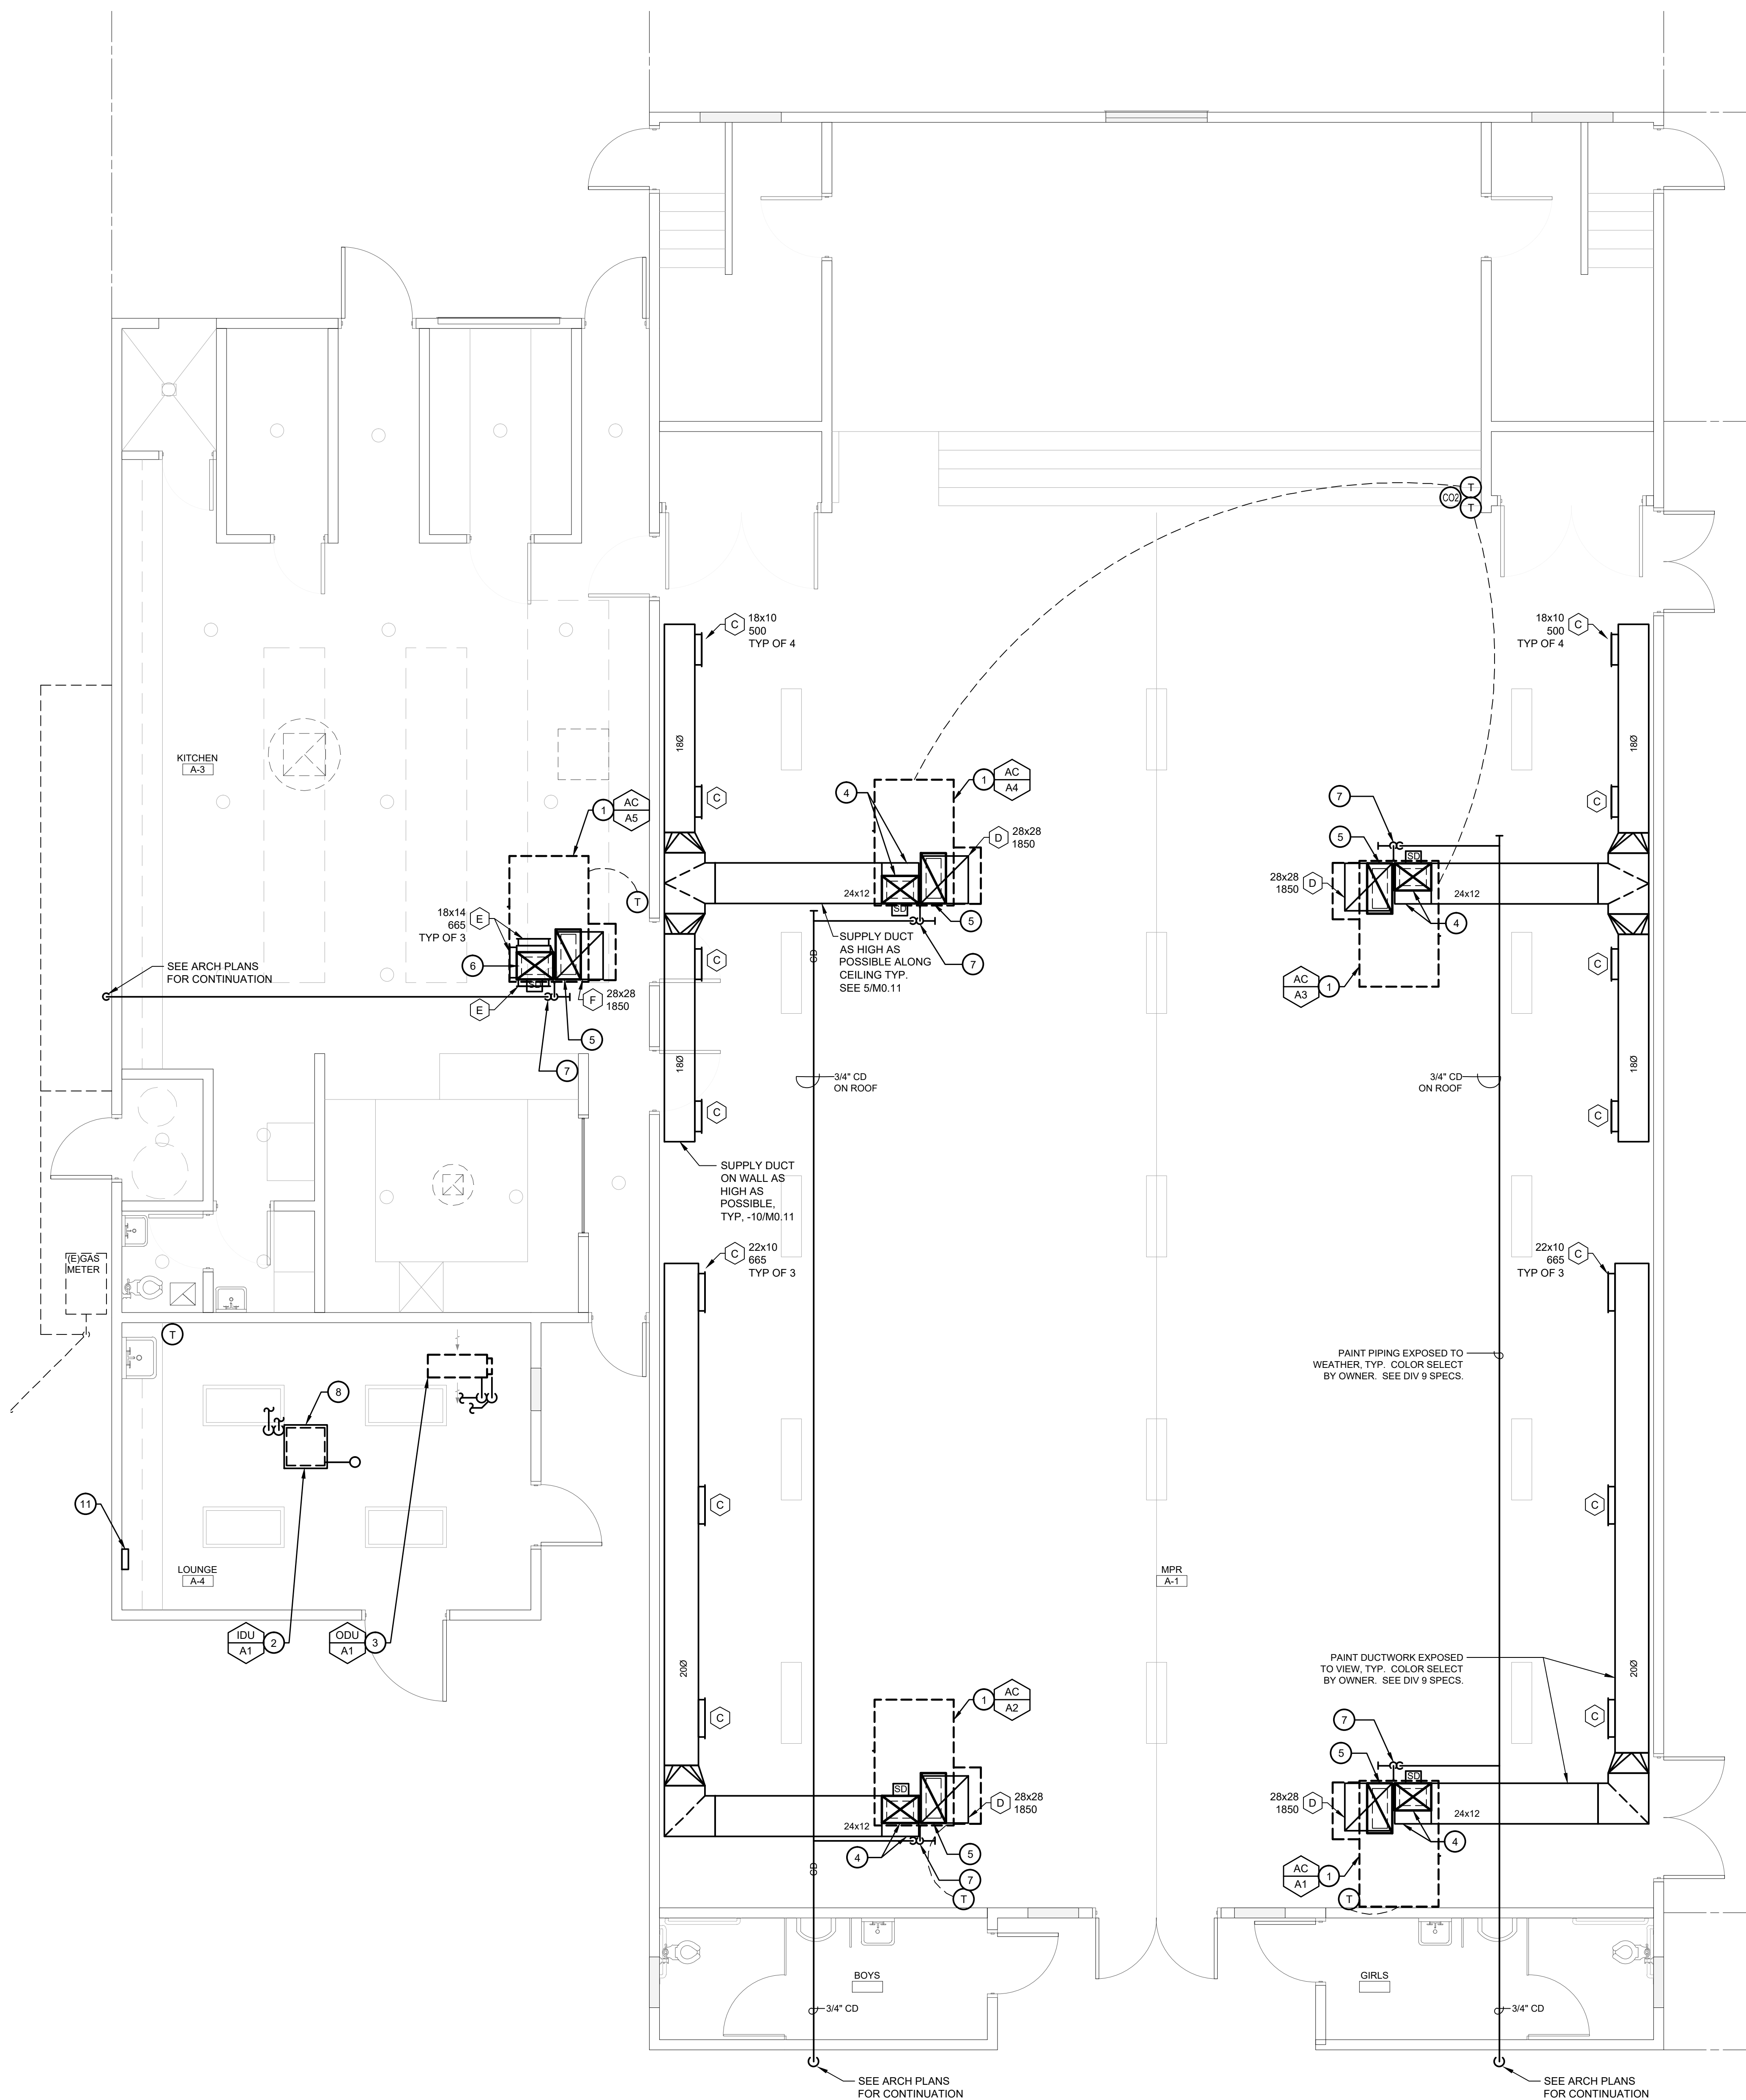 CO2
T
T
C
18x10
500
TYP OF 4
18x10
500
TYP OF 4
C
18Ø
18Ø
KITCHEN
A-3
C
C
1
AC
A5
4
1
AC
A4
D
28x28
1850
7
5
SD
28x28
1850
D
24x12
4
24x12
SD
5
T
18x14
665
TYP OF 3
E
6
SD
E
F
28x28
1850
5
7
SEE ARCH PLANS
FOR CONTINUATION
SUPPLY DUCT
AS HIGH AS
POSSIBLE ALONG
CEILING TYP.
SEE 5/M0.11
7
CD
C
C
AC
A3
1
18Ø
18Ø
3/4" CD
ON ROOF
3/4" CD
ON ROOF
C
C
SUPPLY DUCT
ON WALL AS
HIGH AS
POSSIBLE,
TYP, -10/M0.11
(E)GAS
METER
C
22x10
665
TYP OF 3
22x10
665
TYP OF 3
C
T
PAINT PIPING EXPOSED TO
WEATHER, TYP. COLOR SELECT
BY OWNER. SEE DIV 9 SPECS.
8
11
C
C
LOUNGE
A-4
MPR
A-1
IDU
A1
2
ODU
A1
3
20Ø
20Ø
PAINT DUCTWORK EXPOSED
TO VIEW, TYP. COLOR SELECT
BY OWNER. SEE DIV 9 SPECS.
C
C
1
AC
A2
7
5
SD
SD
D
28x28
1850
28x28
1850
D
24x12
24x12
4
5
4
CD
7
T
AC
A1
1
T
BOYS
GIRLS
3/4" CD
3/4" CD
SEE ARCH PLANS
FOR CONTINUATION
SEE ARCH PLANS
FOR CONTINUATION